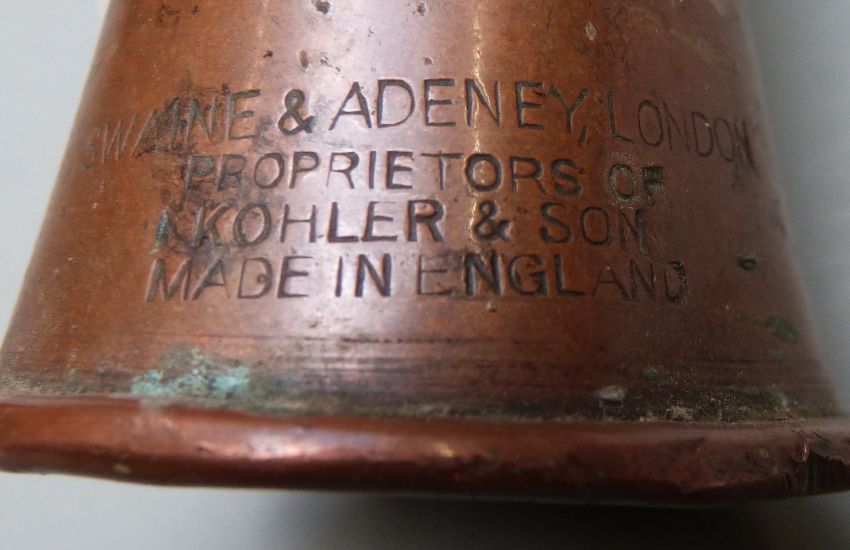 SWAINE & ADENEY, LONDON
PROPRIETORS OF
KOHLER & SON
MADE IN ENGLAND